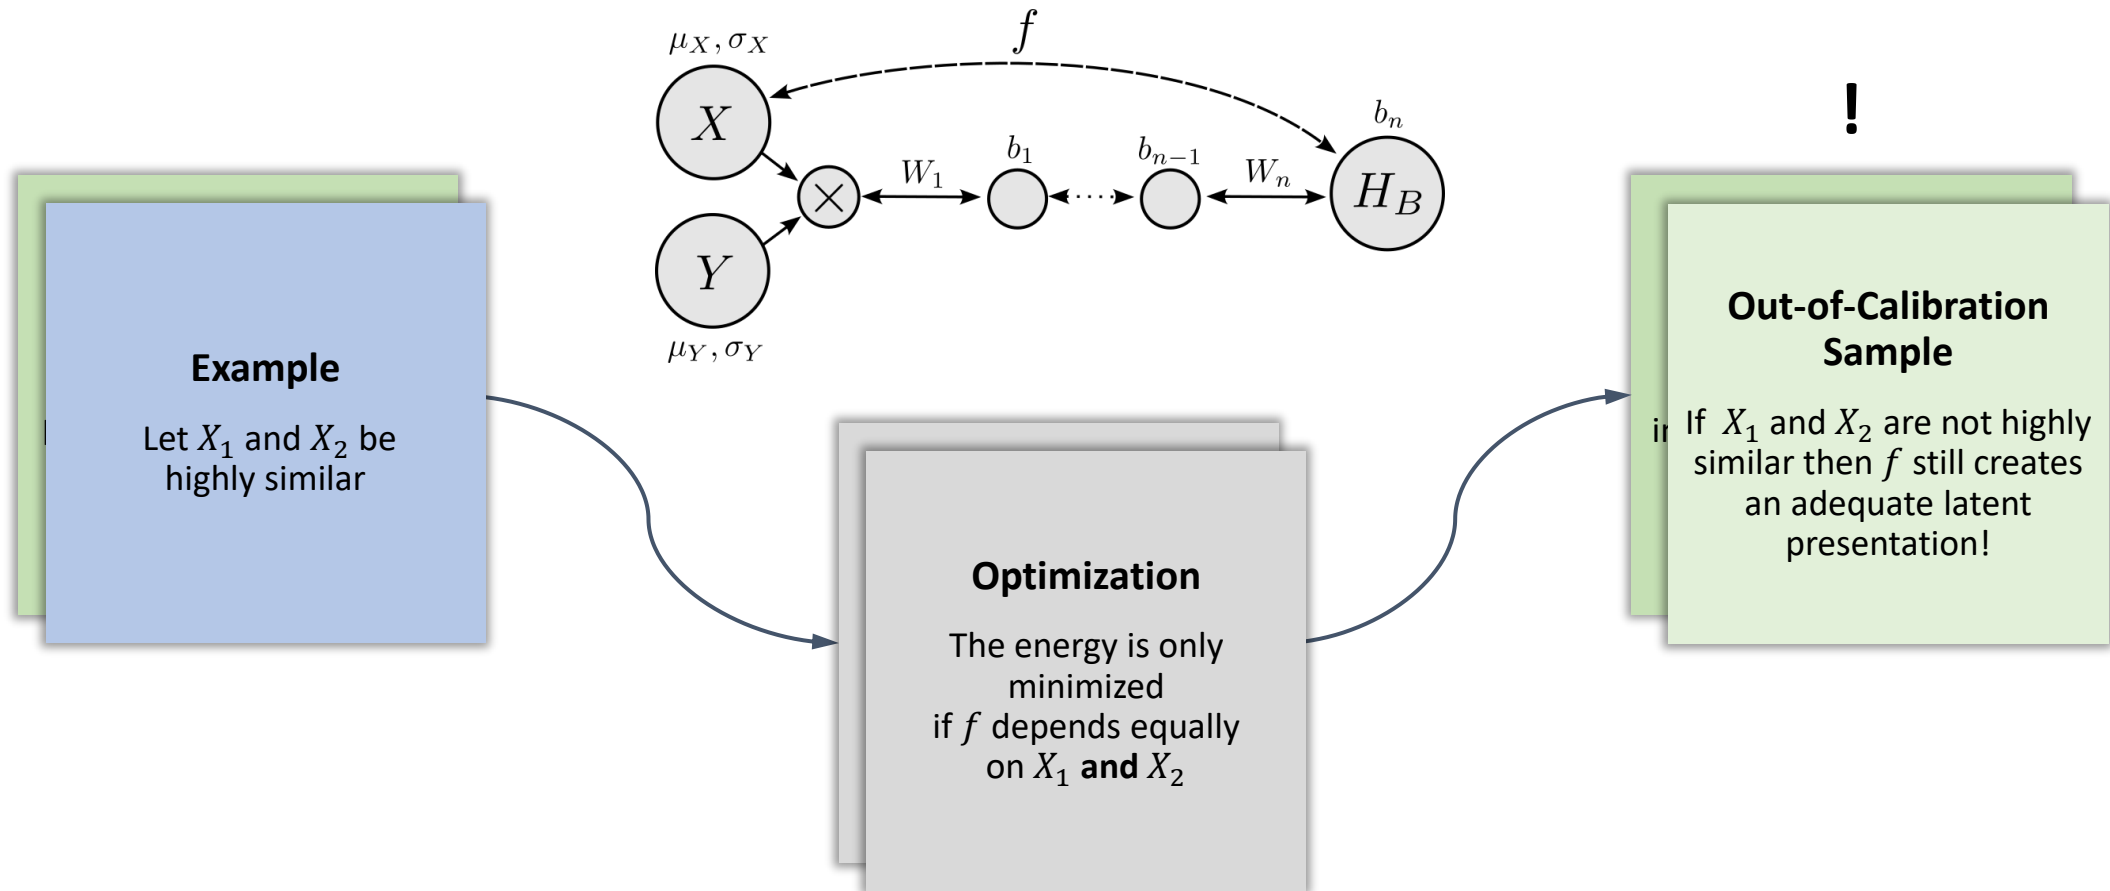 μ_X, σ_X
f
X
Y
μ_Y, σ_Y
×
W_1
b_1
b_{n−1}
W_n
b_n
H_B
!
Example
Let X_1 and X_2 be
highly similar
Optimization
The energy is only
minimized
if f depends equally
on X_1 and X_2
Out-of-Calibration
Sample
If X_1 and X_2 are not highly
similar then f still creates
an adequate latent
presentation!